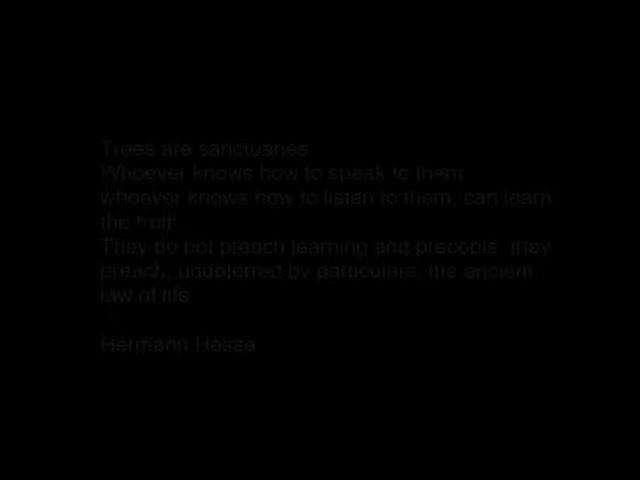 Trees are sanctuaries.
Whoever knows how to speak to them
whoever knows how to listen to them, can learn
the truth
They do not preach learning and precepts, they
preach, undeterred by particulars, the ancient
law of life
Hermann Hesse